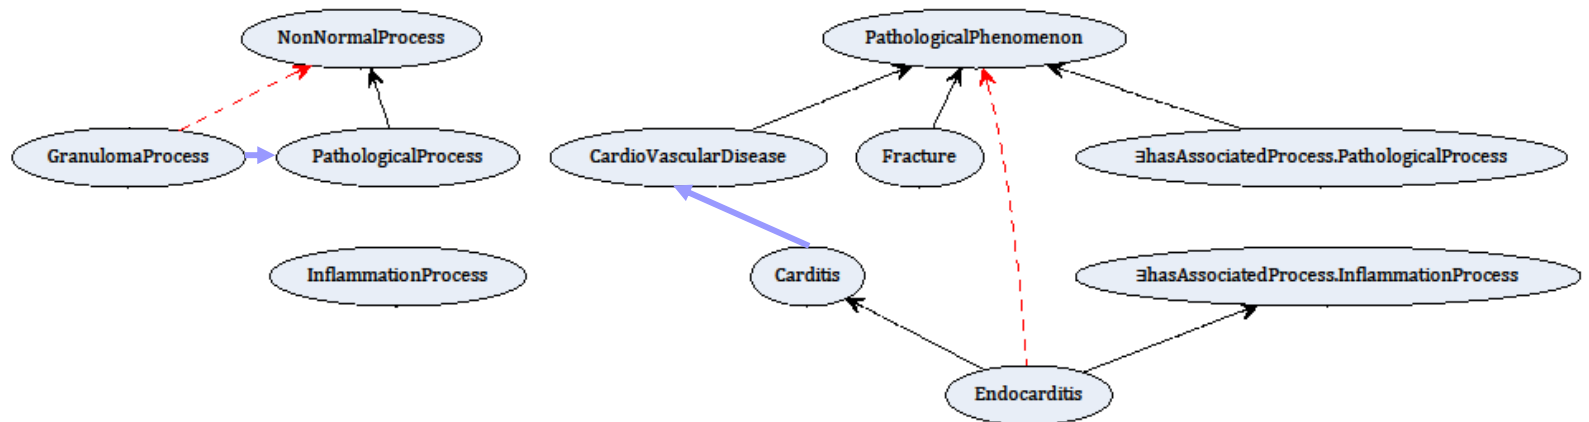 NonNormalProcess
PathologicalPhenomenon
GranulomaProcess
PathologicalProcess
CardioVascularDisease
Fracture
∃hasAssociatedProcess.PathologicalProcess
InflammationProcess
Carditis
∃hasAssociatedProcess.InflammationProcess
Endocarditis